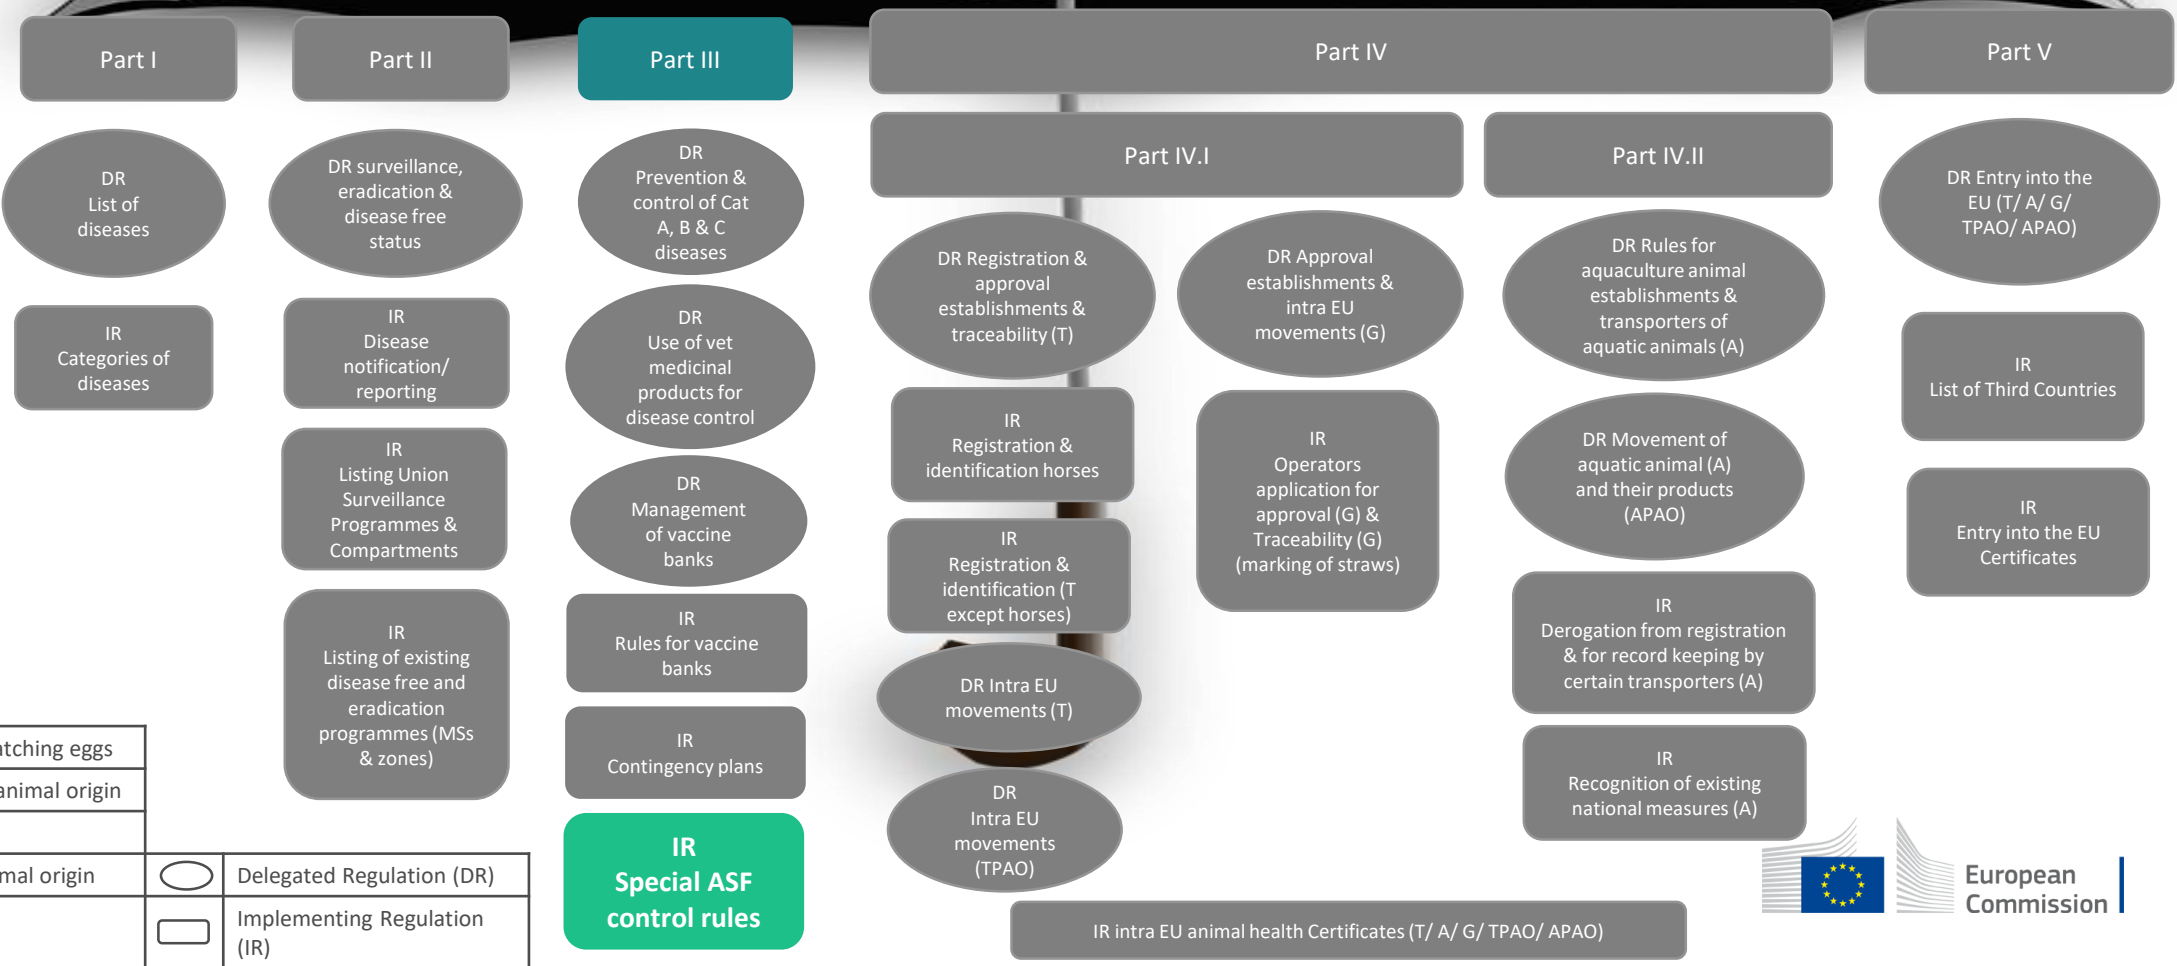 Part I
Part II
Part III
Part IV
Part V
Part IV.I
Part IV.II
DR
List of
diseases
IR
Categories of
diseases
DR surveillance,
eradication &
disease free
status
IR
Disease
notification/
reporting
IR
Listing Union
Surveillance
Programmes &
Compartments
IR
Listing of existing
disease free and
eradication
programmes (MSs
& zones)
DR
Prevention &
control of Cat
A, B & C
diseases
DR
Use of vet
medicinal
products for
disease control
DR
Management
of vaccine
banks
IR
Rules for vaccine
banks
IR
Contingency plans
IR
Special ASF
control rules
DR Registration &
approval
establishments &
traceability (T)
IR
Registration &
identification horses
IR
Registration &
identification (T
except horses)
DR Intra EU
movements (T)
DR
Intra EU
movements
(TPAO)
DR Approval
establishments &
intra EU
movements (G)
IR
Operators
application for
approval (G) &
Traceability (G)
(marking of straws)
DR Rules for
aquaculture animal
establishments &
transporters of
aquatic animals (A)
DR Movement of
aquatic animal (A)
and their products
(APAO)
IR
Derogation from registration
& for record keeping by
certain transporters (A)
IR
Recognition of existing
national measures (A)
IR intra EU animal health Certificates (T/ A/ G/ TPAO/ APAO)
DR Entry into the
EU (T/ A/ G/
TPAO/ APAO)
IR
List of Third Countries
IR
Entry into the EU
Certificates
atching eggs
animal origin
mal origin
Delegated Regulation (DR)
Implementing Regulation
(IR)
European
Commission